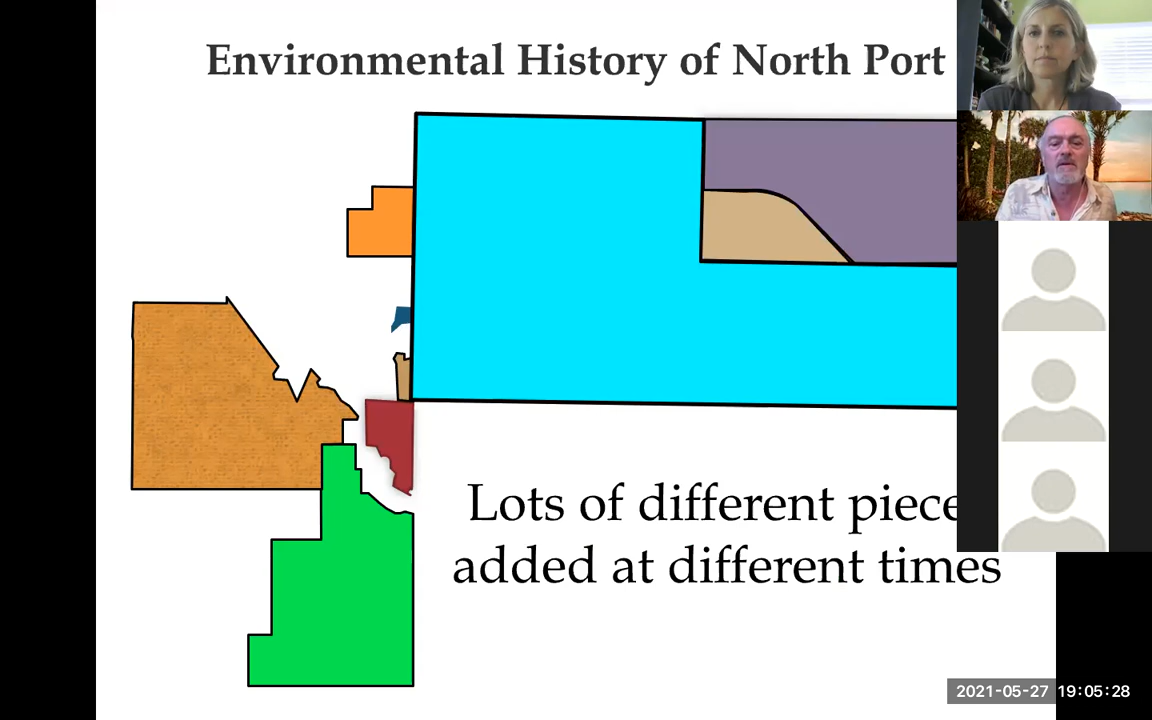 Environmental History of North Port
Lots of different piece
added at different times
2021-05-27 19:05:28